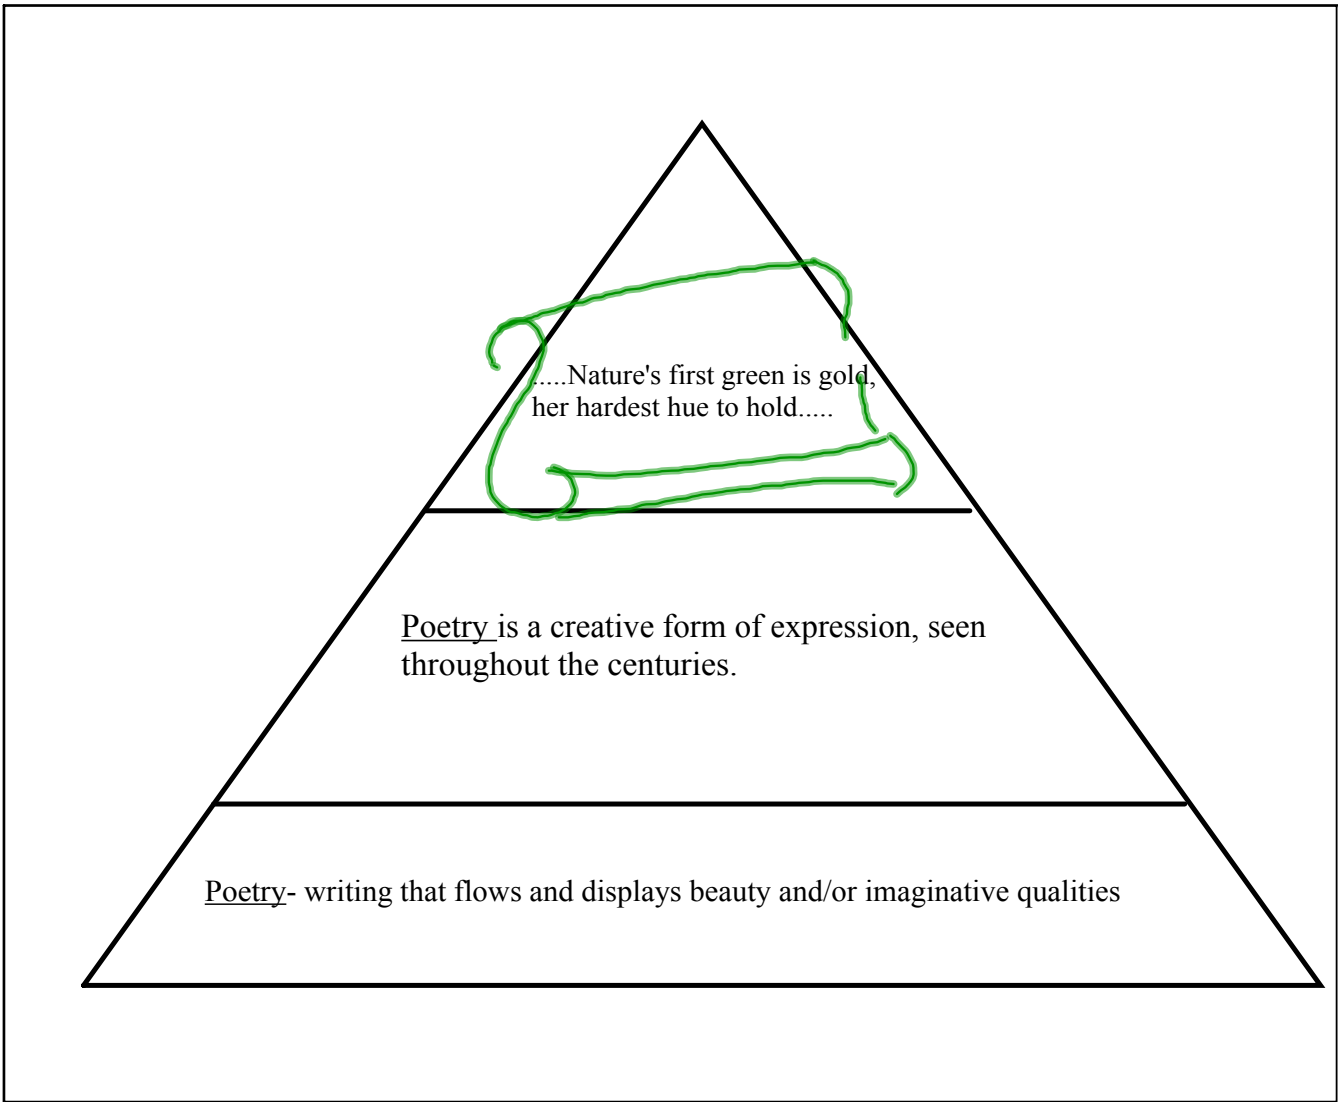 .....Nature's first green is gold,
her hardest hue to hold.....
Poetry is a creative form of expression, seen
throughout the centuries.
Poetry- writing that flows and displays beauty and/or imaginative qualities